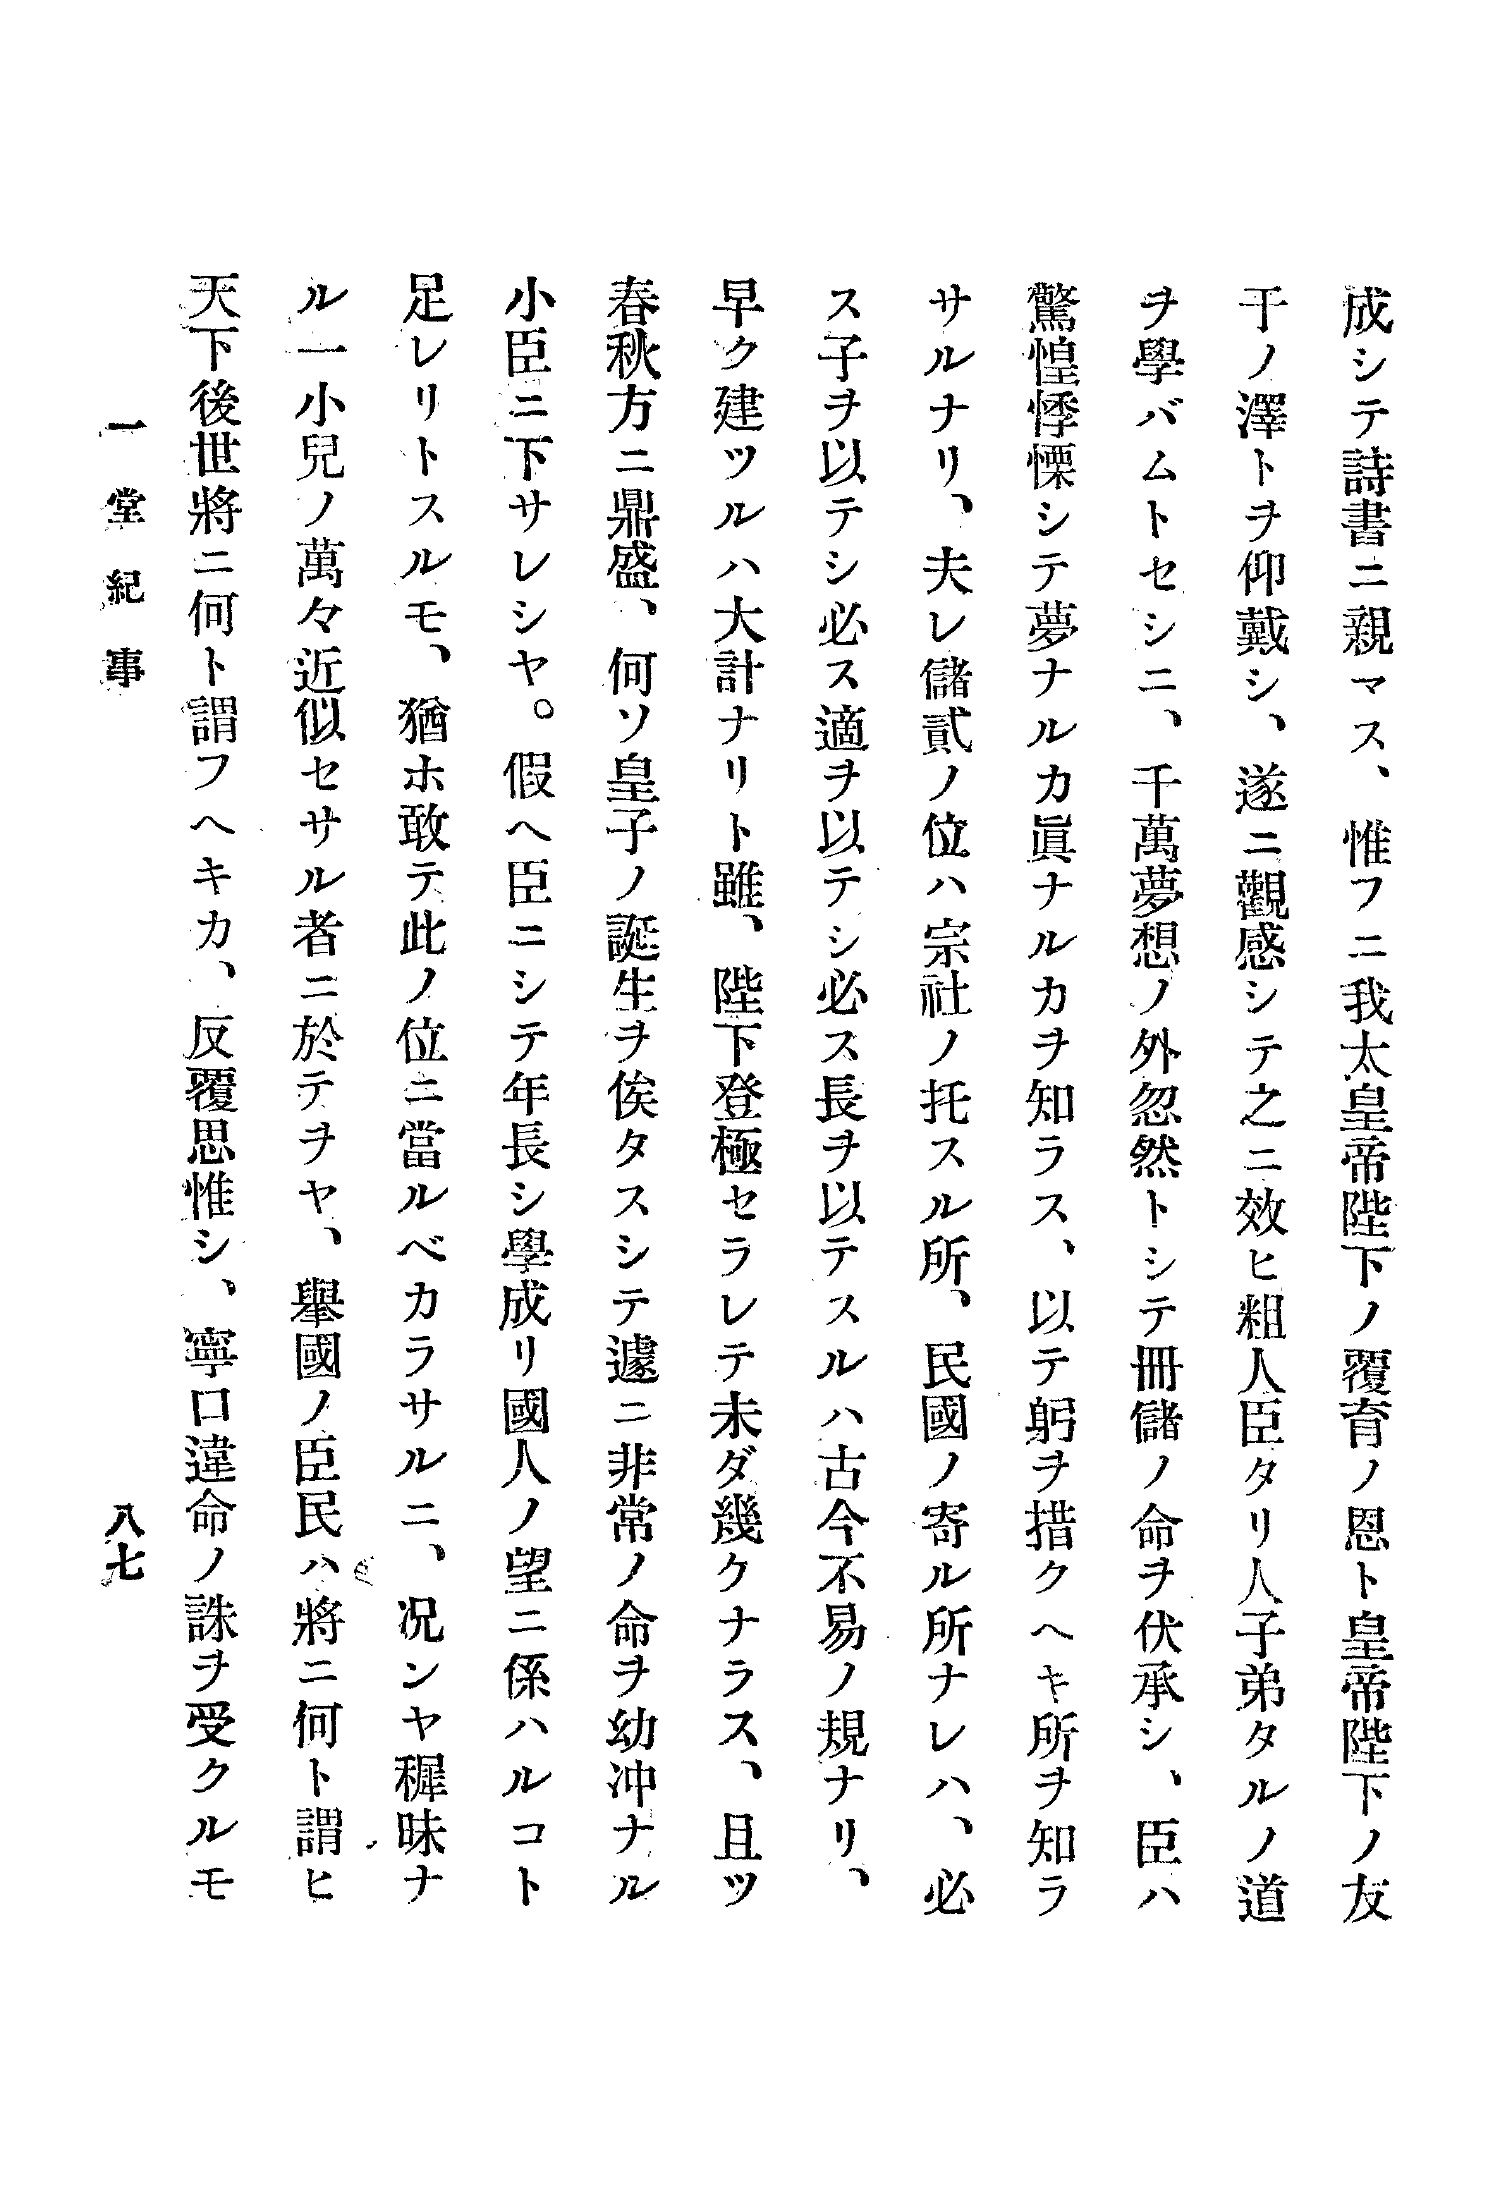 成シテ詩書ニ親マス、惟フニ我太皇帝陛下ノ覆育ノ恩ト皇帝陛下ノ友
于ノ澤トヲ仰戴シ、遂ニ觀感シテ之ニ效ヒ粗人臣タリ人子弟タルノ道
ヲ學バムトセシニ、千萬夢想ノ外忽然トシテ冊儲ノ命ヲ伏承シ、臣ハ
驚惶悸慄シテ夢ナルカ眞ナルカヲ知ラス、以テ躬ヲ措クヘキ所ヲ知ラ
サルナリ、夫レ儲貳ノ位ハ宗社ノ托スル所、民國ノ寄ル所ナレハ、必
ス子ヲ以テシ必ス適ヲ以テシ必ス長ヲ以テスルハ古今不易ノ規ナリ、
早ク建ツルハ大計ナリト雖、陛下登極セラレテ未ダ幾クナラス、且ツ
春秋方ニ鼎盛、何ソ皇子ノ誕生ヲ俟タスシテ遽ニ非常ノ命ヲ幼冲ナル
小臣ニ下サレシヤ。假ヘ臣ニシテ年長シ學成リ國人ノ望ニ係ハルコト
足レリトスルモ、猶ホ敢テ此ノ位ニ當ルベカラサルニ、况ンヤ穉昧ナ
ル一小兒ノ萬々近似セサル者ニ於テヲヤ、擧國ノ臣民ハ將ニ何ト謂ヒ
天下後世將ニ何ト謂フヘキカ、反覆思惟シ、寧口違命ノ誅ヲ受クルモ
一堂紀事
八七